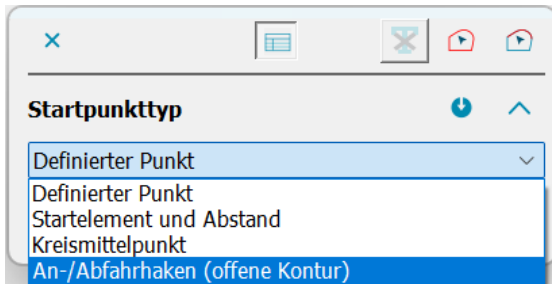 Startpunkttyp
Definierter Punkt
Definierter Punkt
Startelement und Abstand
Kreismittelpunkt
An-/Abfahrhaken (offene Kontur)